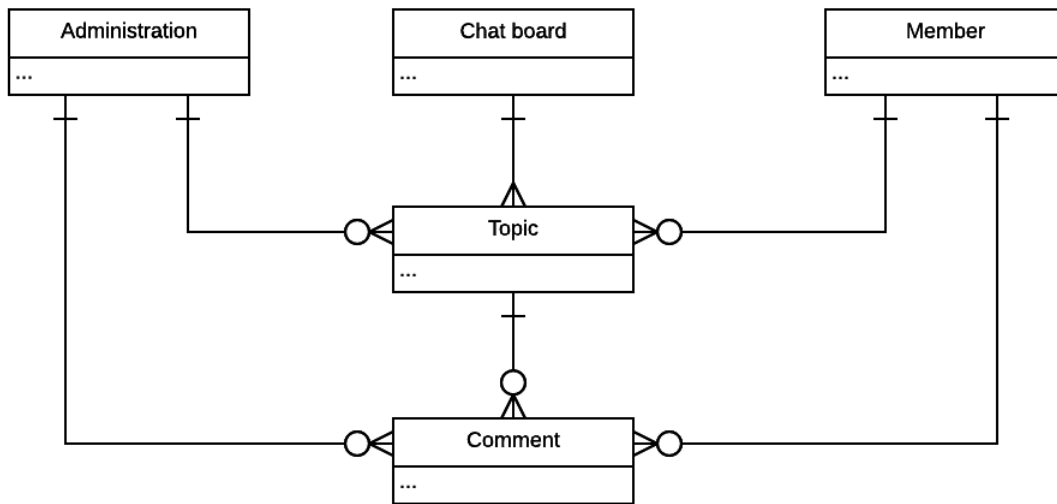 Administration
...
Chat board
...
Member
...
Topic
...
Comment
...